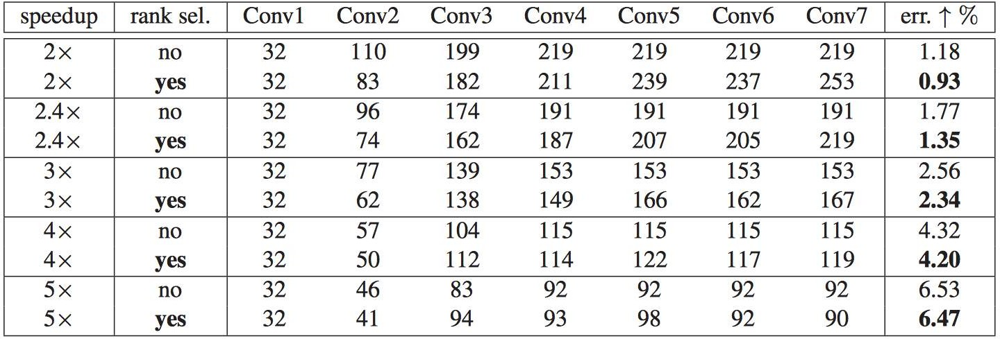 speedup rank sel. Conv1 Conv2 Conv3 Conv4 Conv5 Conv6 Conv7 err. ↑ %
2× no 32 110 199 219 219 219 219 1.18
2× yes 32 83 182 211 239 237 253 0.93
2.4× no 32 96 174 191 191 191 191 1.77
2.4× yes 32 74 162 187 207 205 219 1.35
3× no 32 77 139 153 153 153 153 2.56
3× yes 32 62 138 149 166 162 167 2.34
4× no 32 57 104 115 115 115 115 4.32
4× yes 32 50 112 114 122 117 119 4.20
5× no 32 46 83 92 92 92 92 6.53
5× yes 32 41 94 93 98 92 90 6.47